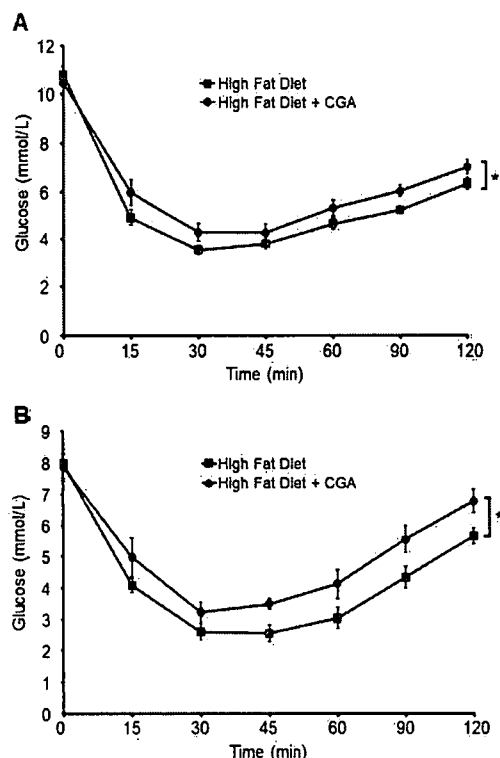 A
12
High Fat Diet
High Fat Diet + CGA
10
8
6
4
2
0
Glucose (mmol/L)
*
0 15 30 45 60 90 120
Time (min)
B
9
8
High Fat Diet
High Fat Diet + CGA
7
6
5
4
3
2
1
0
Glucose (mmol/L)
*
0 15 30 45 60 90 120
Time (min)